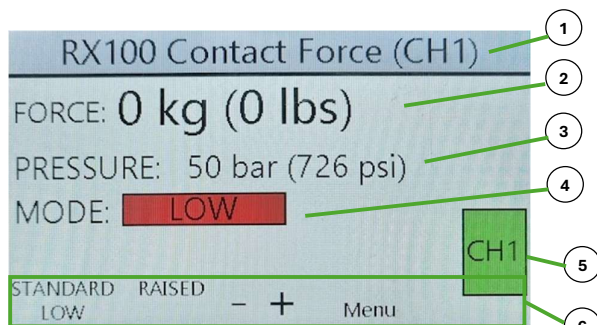 RX100 Contact Force (CH1)
FORCE: 0 kg (0 lbs)
PRESSURE: 50 bar (726 psi)
MODE: LOW
CH1
STANDARD RAISED - + Menu
LOW
1
2
3
4
5
6